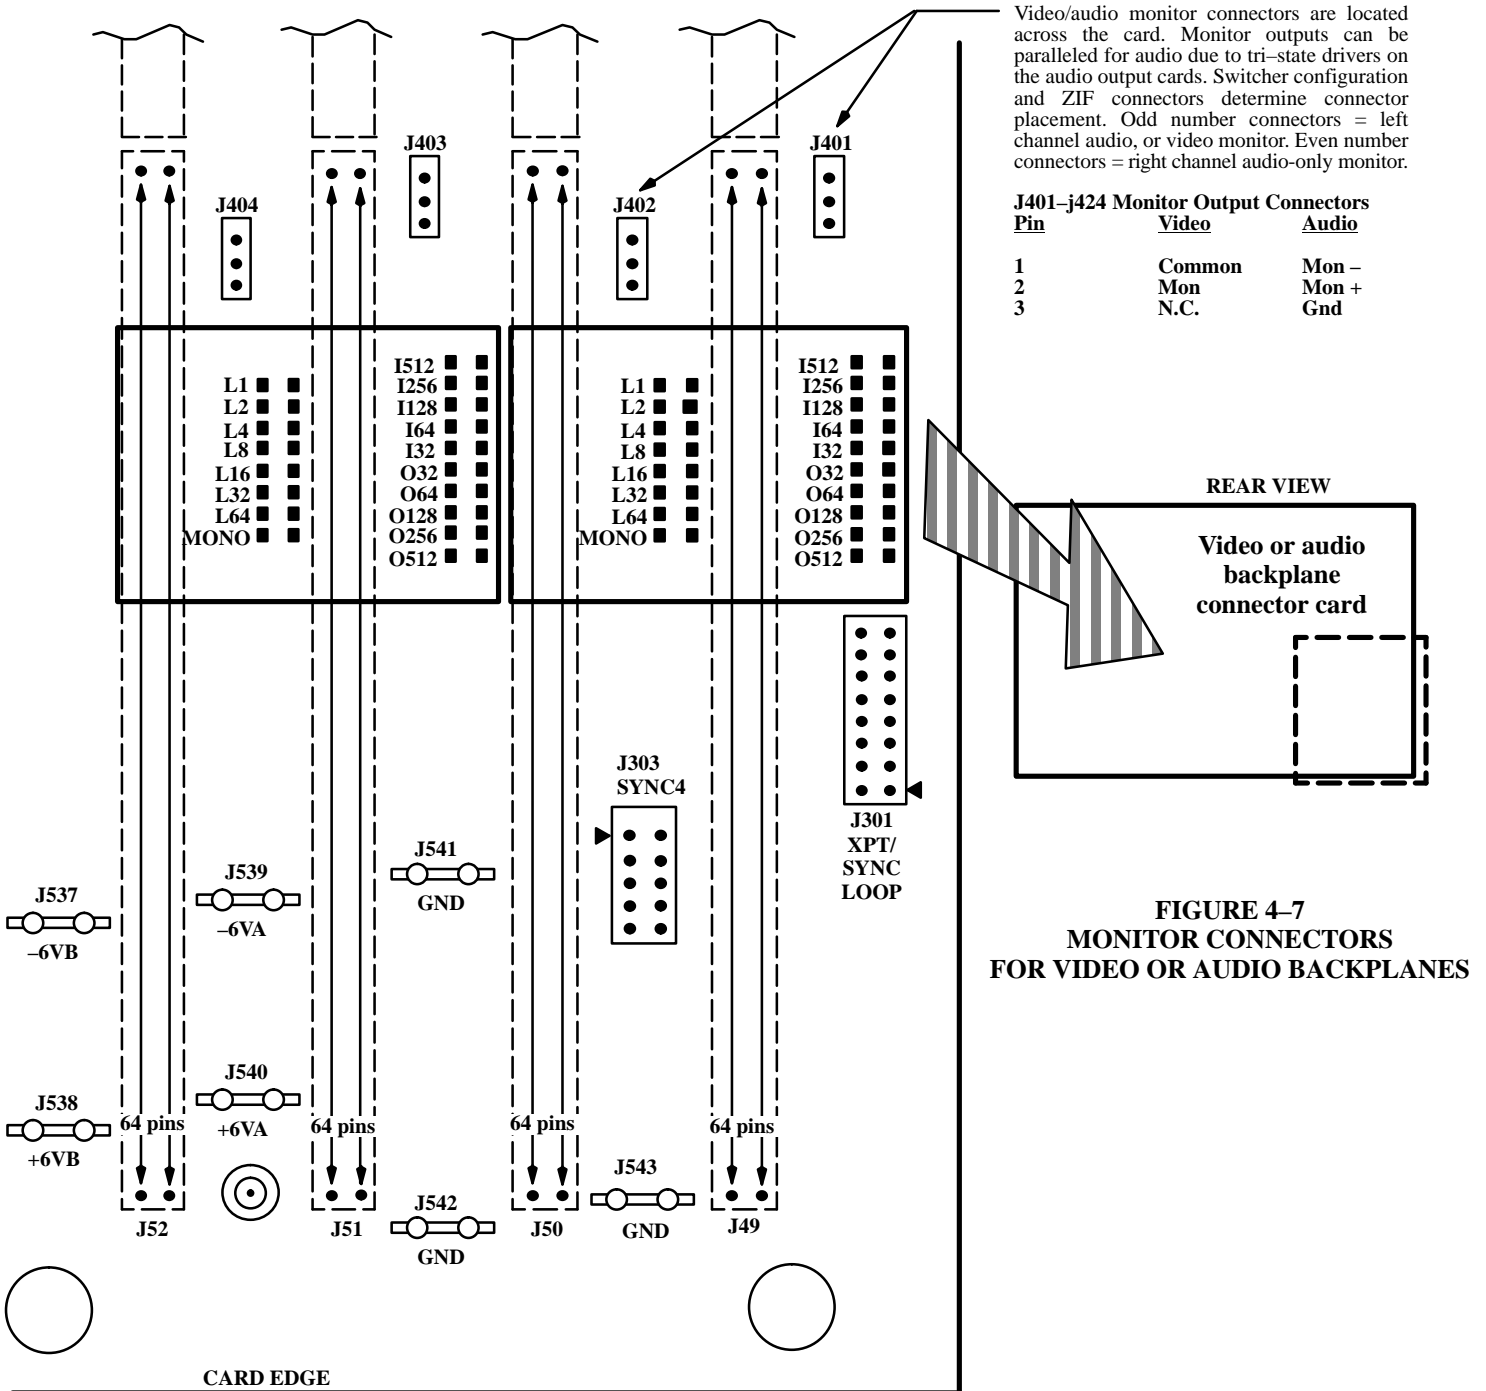 Video/audio monitor connectors are located
across the card. Monitor outputs can be
paralleled for audio due to tri–state drivers on
the audio output cards. Switcher configuration
and ZIF connectors determine connector
placement. Odd number connectors = left
channel audio, or video monitor. Even number
connectors = right channel audio-only monitor.
J401–j424 Monitor Output Connectors
Pin Video Audio
1 Common Mon –
2 Mon Mon +
3 N.C. Gnd
J403
J401
J404
J402
L1
L2
L4
L8
L16
L32
L64
MONO
I512
I256
I128
I64
I32
O32
O64
O128
O256
O512
L1
L2
L4
L8
L16
L32
L64
MONO
I512
I256
I128
I64
I32
O32
O64
O128
O256
O512
REAR VIEW
Video or audio
backplane
connector card
J303
SYNC4
J301
XPT/
SYNC
LOOP
J541
GND
J539
–6VA
J537
–6VB
FIGURE 4–7
MONITOR CONNECTORS
FOR VIDEO OR AUDIO BACKPLANES
J540
+6VA
J538
+6VB
64 pins
64 pins
64 pins
64 pins
J543
GND
J542
GND
J52
J51
J50
J49
CARD EDGE